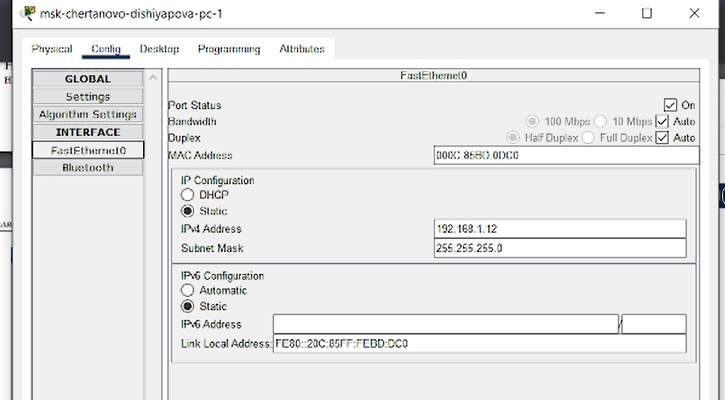 msk-chertanovo-dishiyapova-pc-1
Physical Config Desktop Programming Attributes
GLOBAL
Settings
Algorithm Settings
INTERFACE
FastEthernet0
Bluetooth
FastEthernet0
Port Status On
Bandwidth 100 Mbps 10 Mbps Auto
Duplex Half Duplex Full Duplex Auto
MAC Address 000C.85BD.0DC0
IP Configuration
DHCP
Static
IPv4 Address 192.168.1.12
Subnet Mask 255.255.255.0
IPv6 Configuration
Automatic
Static
IPv6 Address /
Link Local Address: FE80::20C:85FF:FEBD:DC0